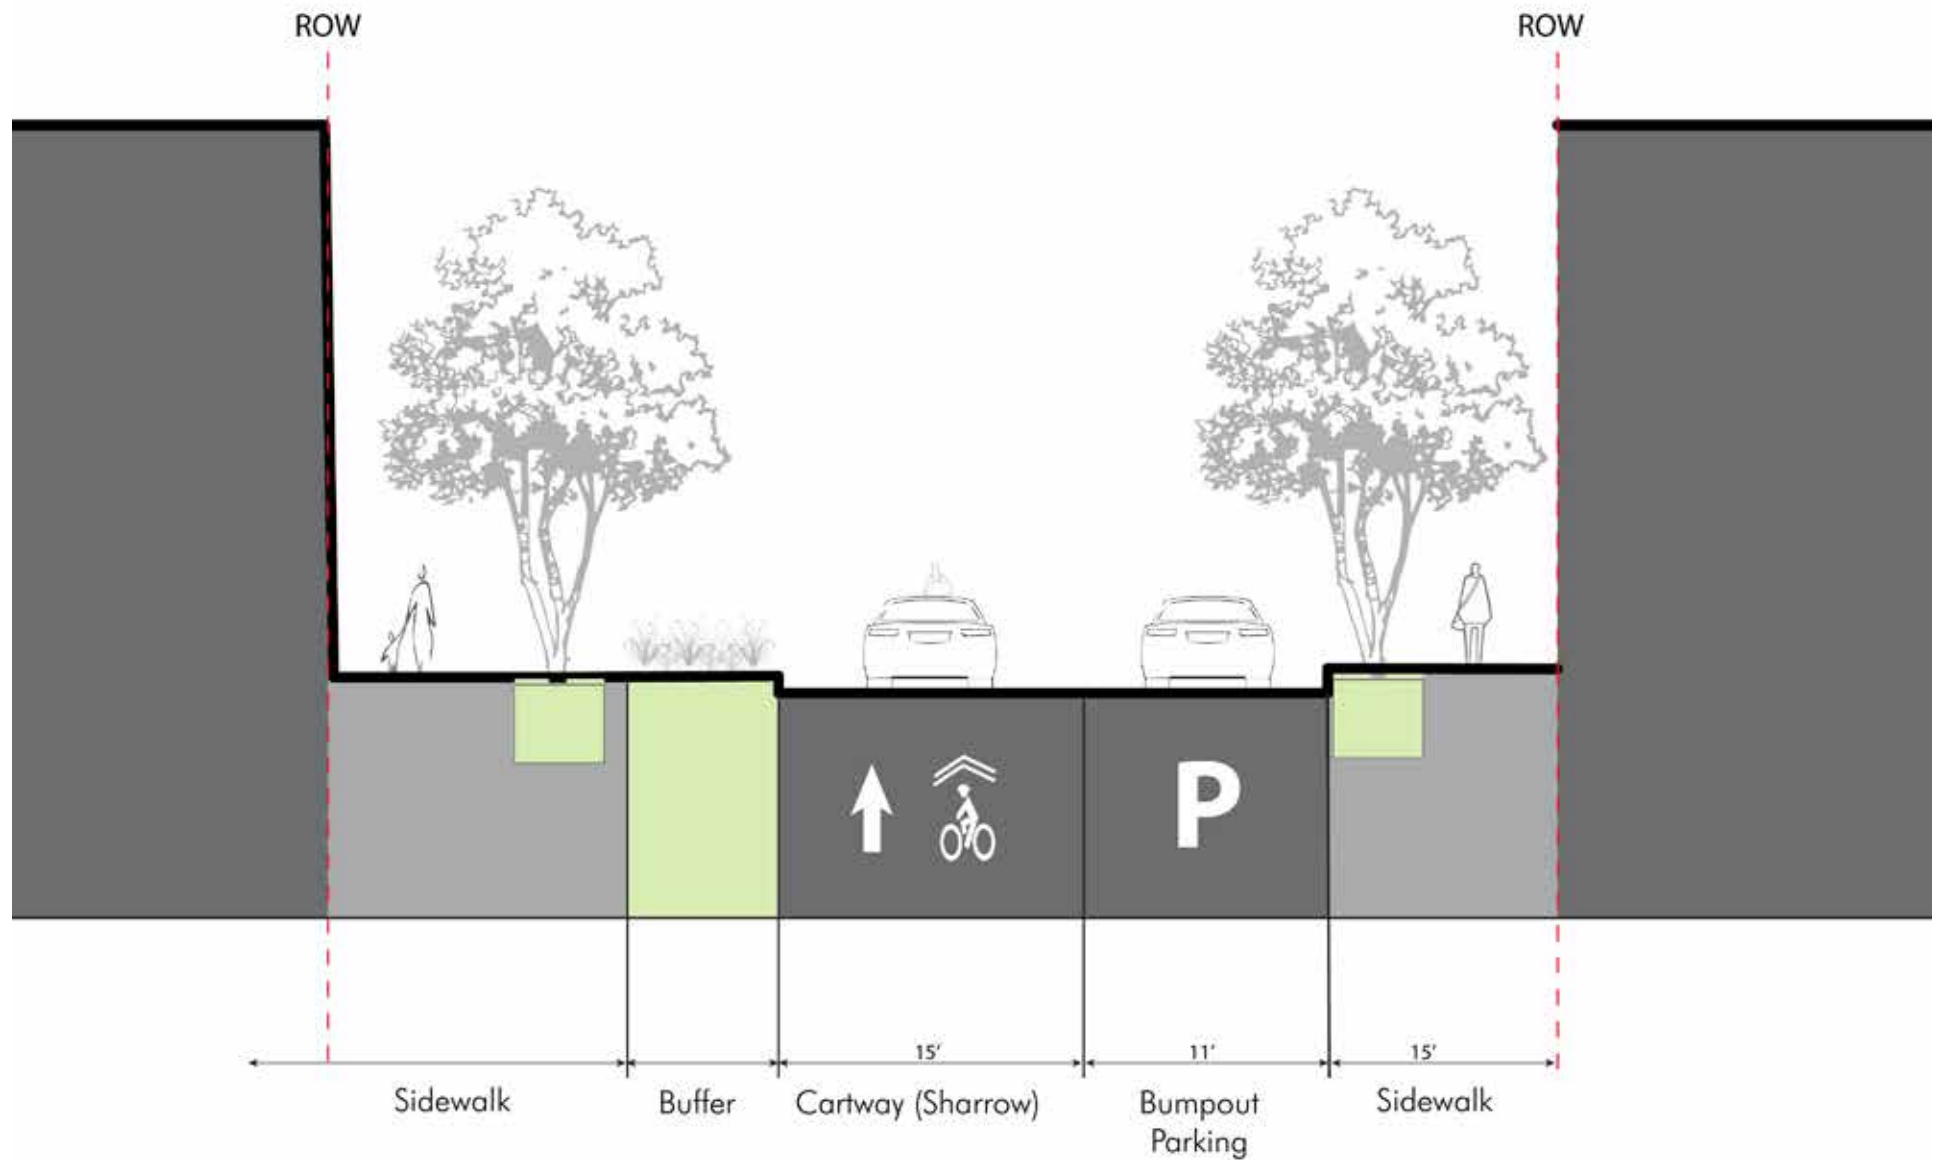 ROW
ROW
P
15'
11'
15'
Sidewalk
Buffer
Cartway (Sharrow)
Bumpout
Parking
Sidewalk